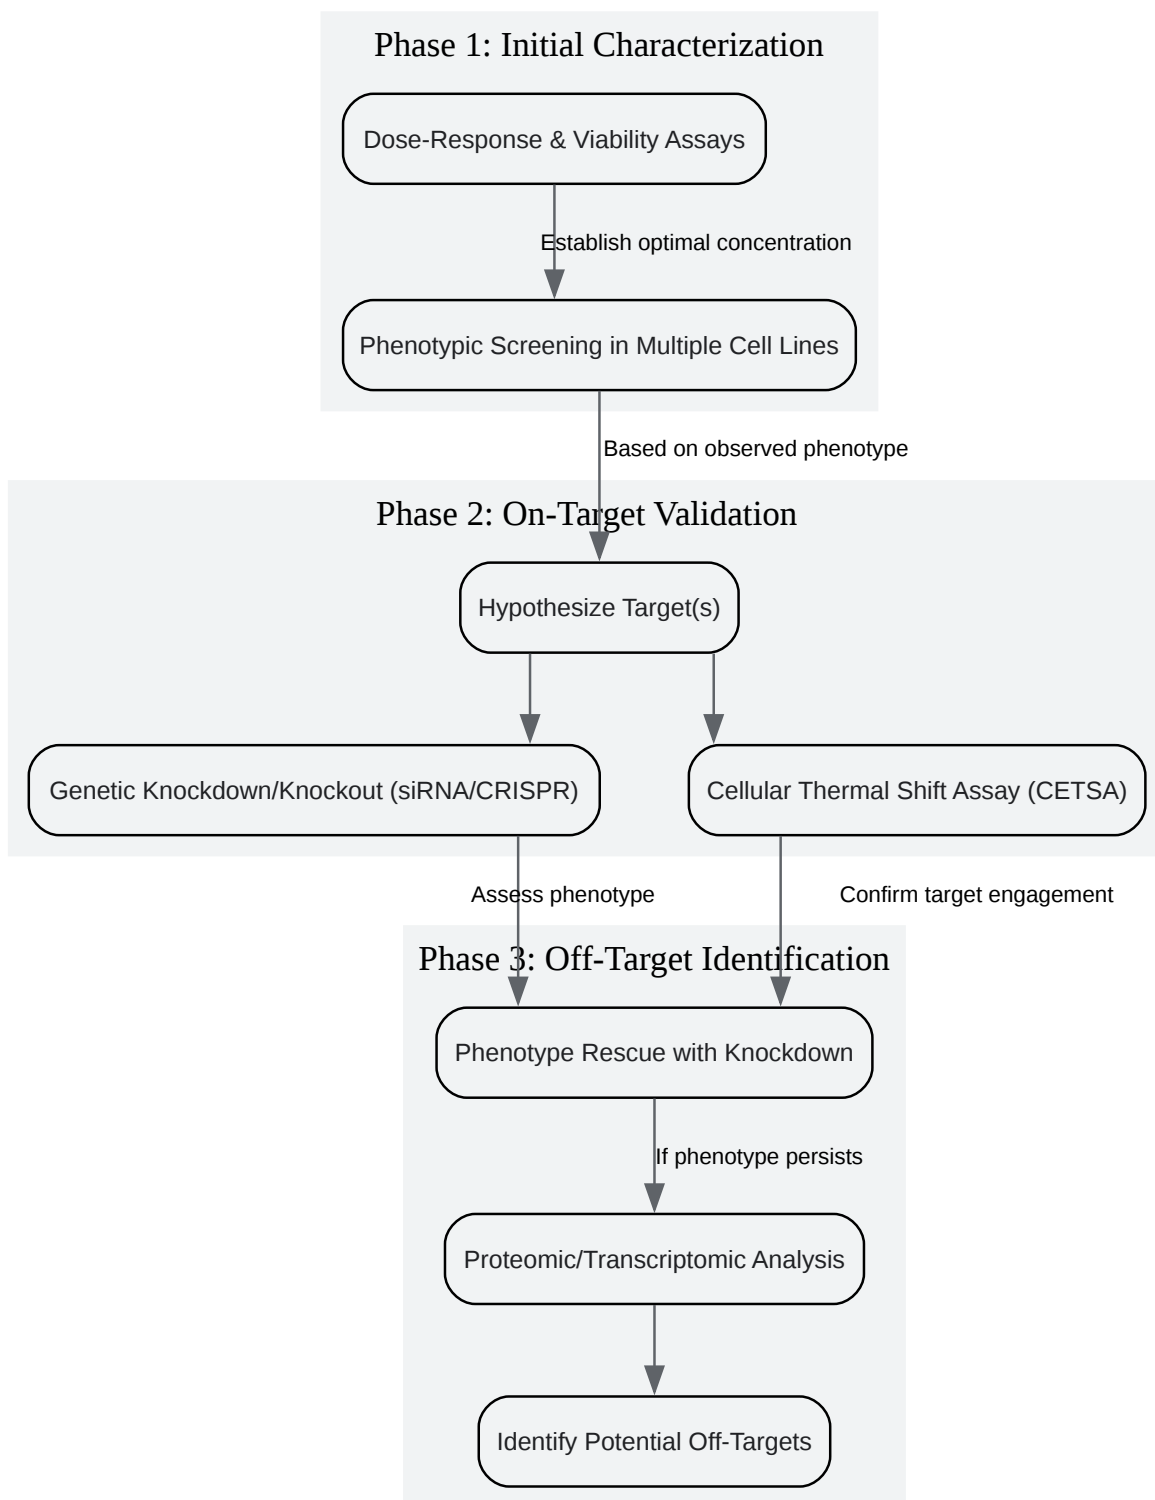 Phase 1: Initial Characterization
Dose-Response & Viability Assays
Establish optimal concentration
Phenotypic Screening in Multiple Cell Lines
Based on observed phenotype
Phase 2: On-Target Validation
Hypothesize Target(s)
Genetic Knockdown/Knockout (siRNA/CRISPR)
Cellular Thermal Shift Assay (CETSA)
Assess phenotype
Confirm target engagement
Phase 3: Off-Target Identification
Phenotype Rescue with Knockdown
If phenotype persists
Proteomic/Transcriptomic Analysis
Identify Potential Off-Targets